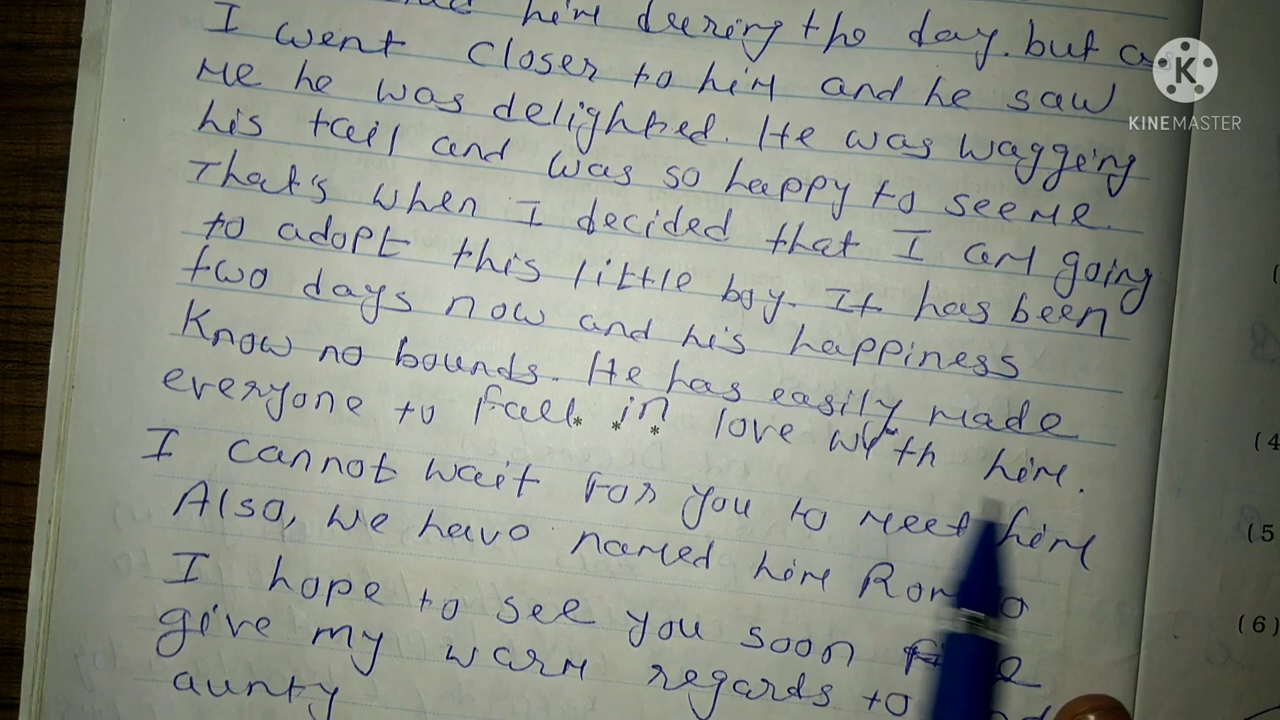 him during the day. but as
I went closer to him and he saw
me he was delighted. He was wagging
his tail and was so happy to see me.
That's when I decided that I am going
to adopt this little boy. It has been
two days now and his happiness
Know no bounds. He has easily made
everyone to fall in love with him.
I cannot wait for you to meet him
Also, we have named him
I hope to see you soon
give my warm regards to
aunty
K
KINEMASTER
(4
(5
(6)